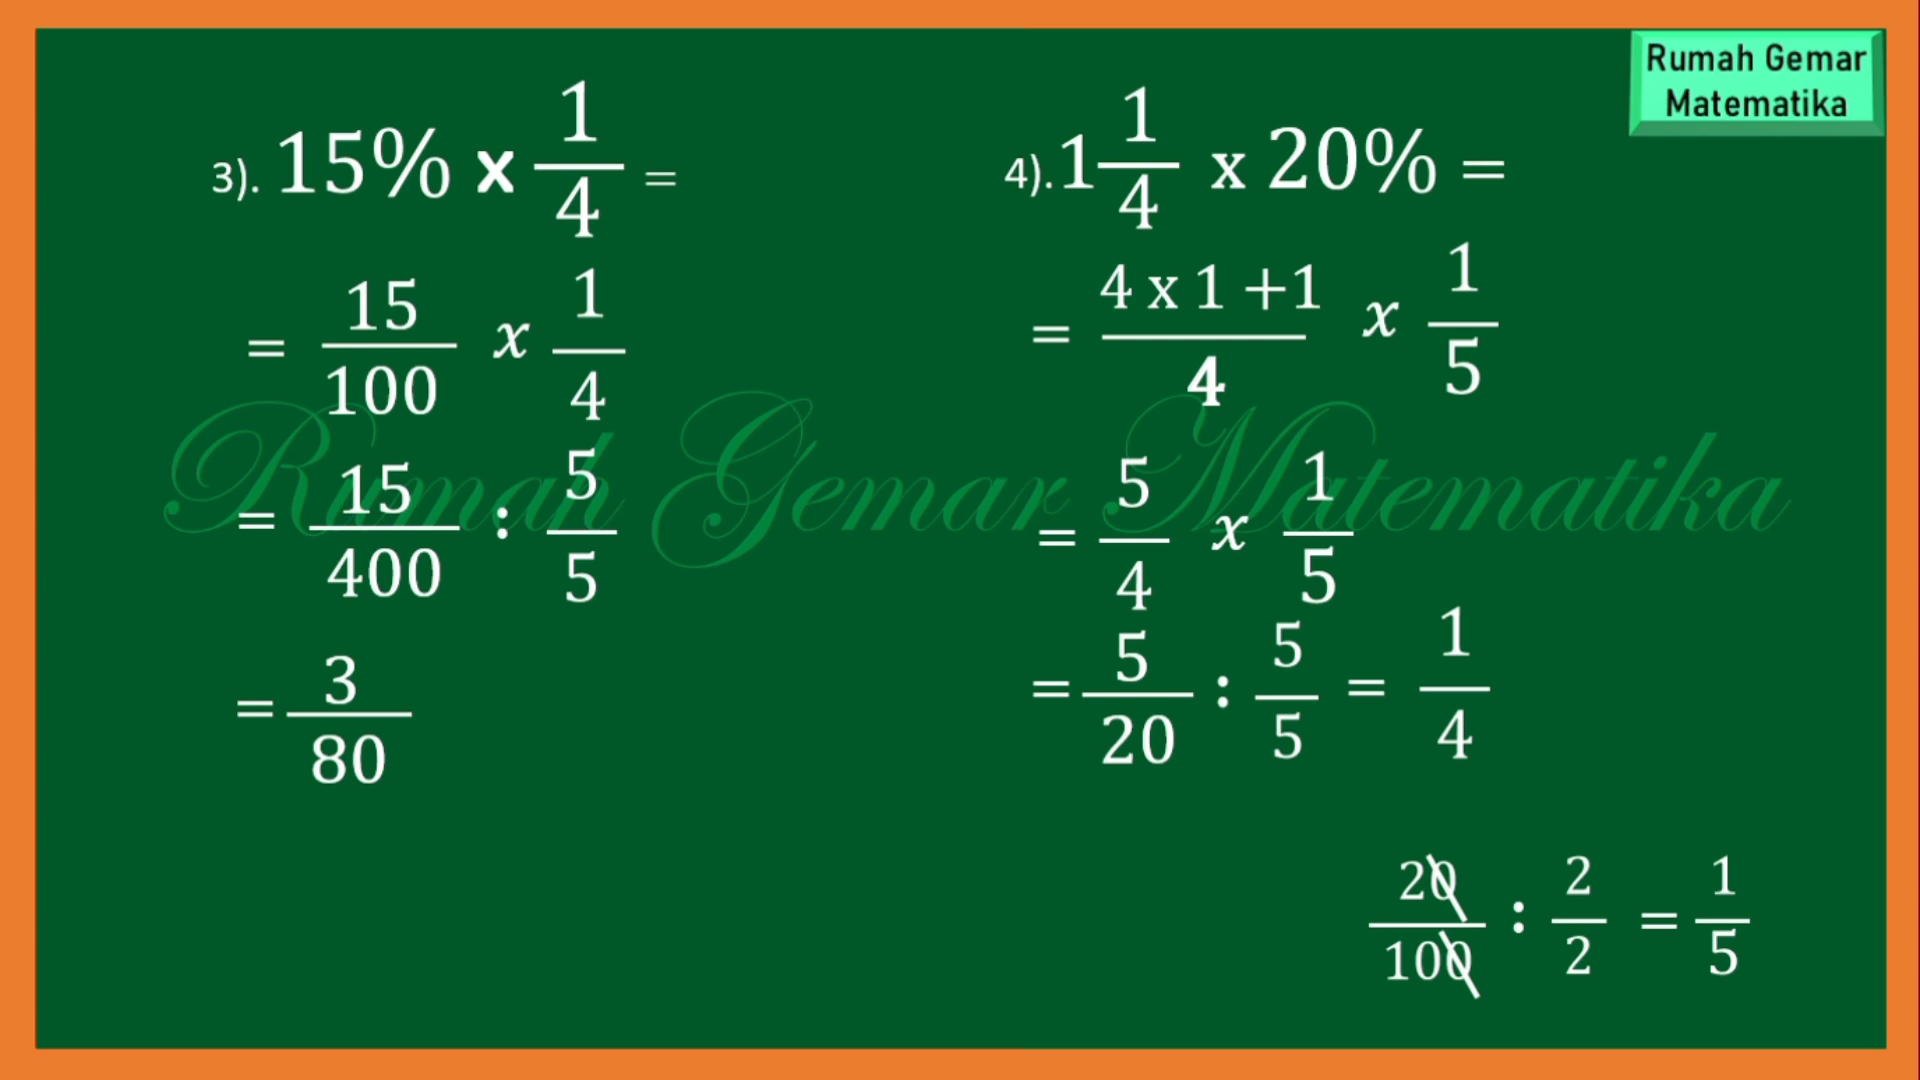 Rumah Gemar
Matematika
3). 15% x 1/4 =
= 15/100 x 1/4
= 15/400 : 5/5
= 3/80
4). 1 1/4 x 20% =
= 4 x 1 +1/4 x 1/5
= 5/4 x 1/5
= 5/20 : 5/5 = 1/4
20/100 : 2/2 = 1/5
Rumah Gemar Matematika